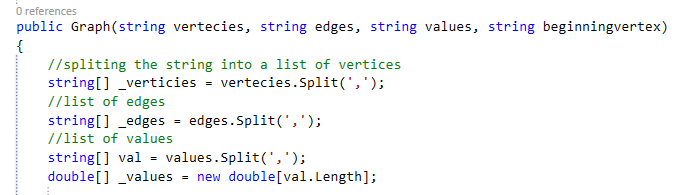 0 references
public Graph(string vertecies, string edges, string values, string beginningvertex)
{
//spliting the string into a list of vertices
string[] _verticies = vertecies.Split(',');
//list of edges
string[] _edges = edges.Split(',');
//list of values
string[] val = values.Split(',');
double[] _values = new double[val.Length];